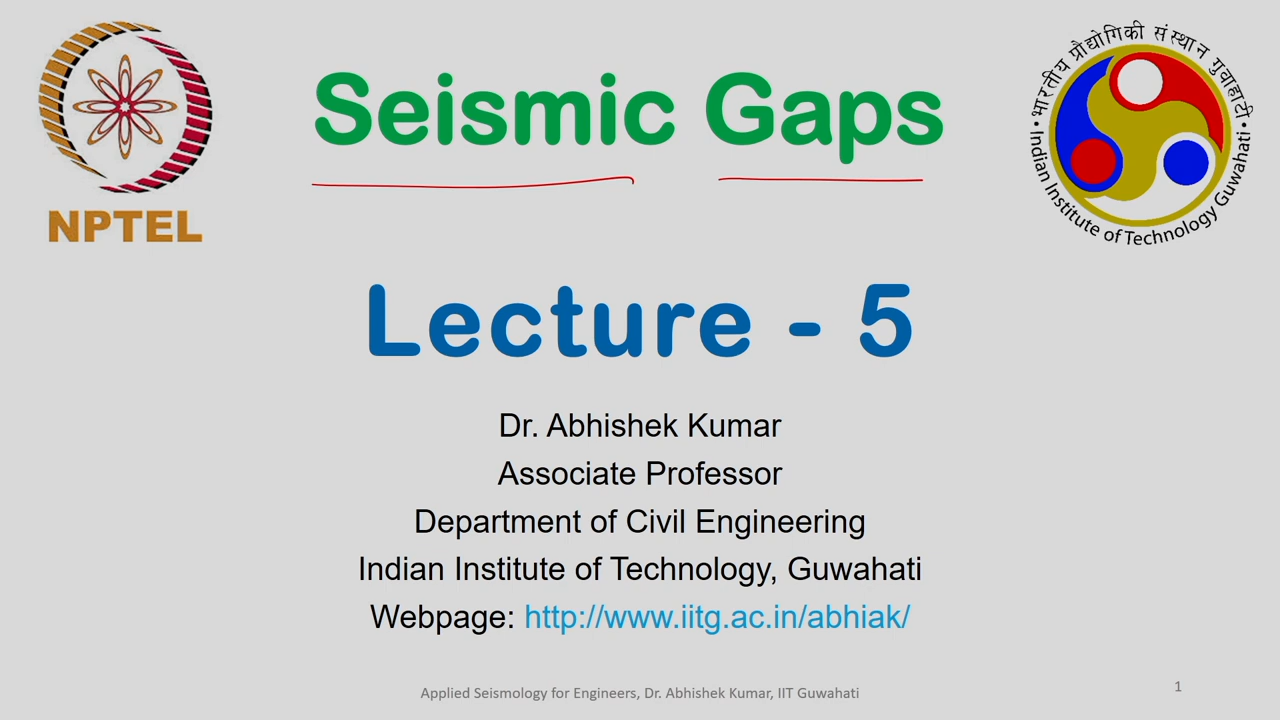 Seismic Gaps
NPTEL
भारतीय प्रौद्योगिकी संस्थान गुवाहाटी
Indian Institute of Technology Guwahati
Lecture - 5
Dr. Abhishek Kumar
Associate Professor
Department of Civil Engineering
Indian Institute of Technology, Guwahati
Webpage: http://www.iitg.ac.in/abhiak/
Applied Seismology for Engineers, Dr. Abhishek Kumar, IIT Guwahati
1